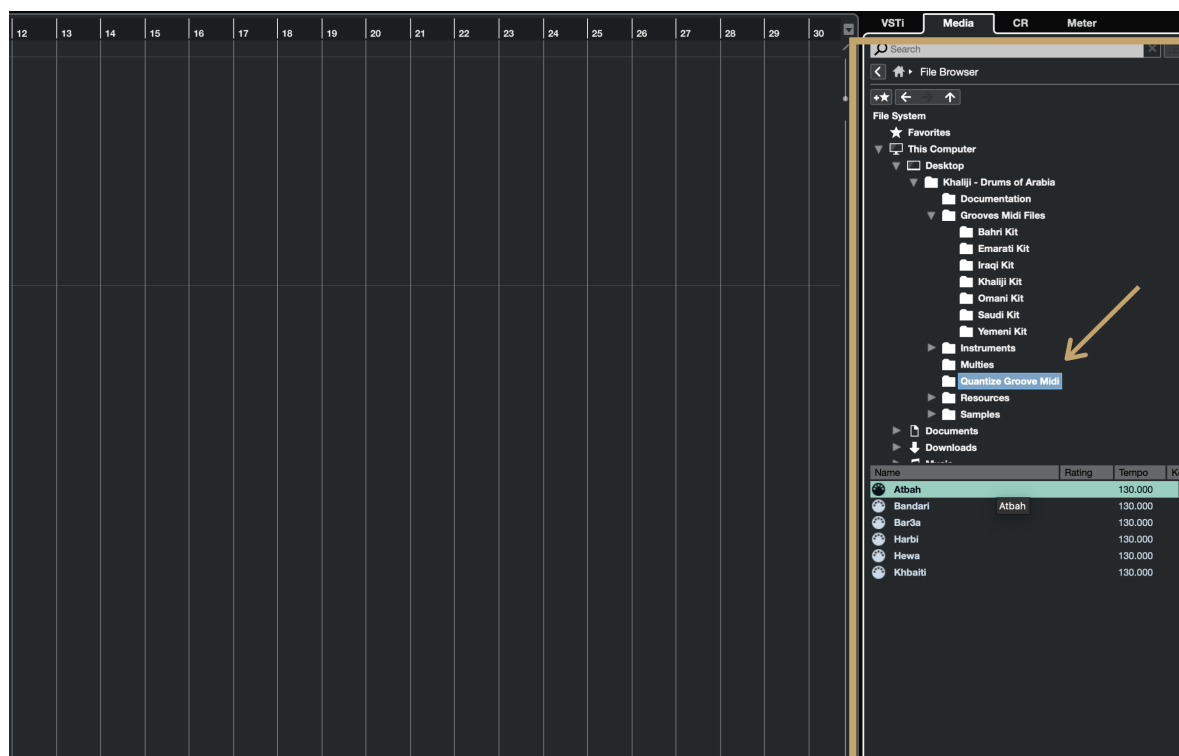 12 13 14 15 16 17 18 19 20 21 22 23 24 25 26 27 28 29 30
VSTi Media CR Meter
Search
File Browser
File System
Favorites
This Computer
Desktop
Khaliji - Drums of Arabia
Documentation
Grooves Midi Files
Bahri Kit
Emarati Kit
Iraqi Kit
Khaliji Kit
Omani Kit
Saudi Kit
Yemeni Kit
Instruments
Multies
Quantize Groove Midi
Resources
Samples
Documents
Downloads
Name Rating Tempo
Atbah 130.000
Bandari Atbah 130.000
Bar3a 130.000
Harbi 130.000
Hewa 130.000
Khbaiti 130.000